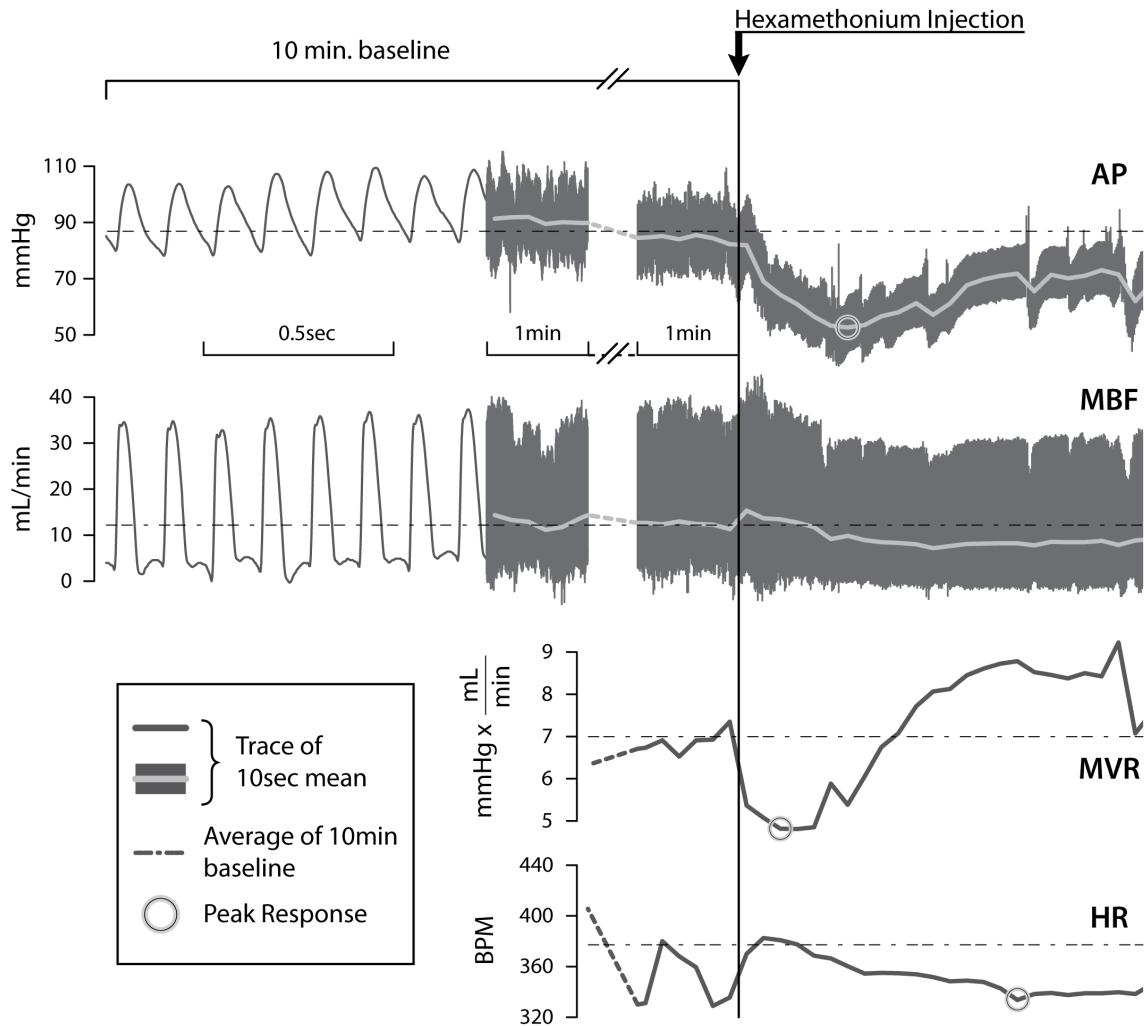 Hexamethonium Injection
10 min. baseline
AP
mmHg
110
90
70
50
0.5sec
1min
1min
MBF
mL/min
40
30
20
10
0
mmHg x mL/min
9
8
7
6
5
MVR
BPM
440
400
360
320
HR
Trace of
10sec mean
Average of 10min
baseline
Peak Response